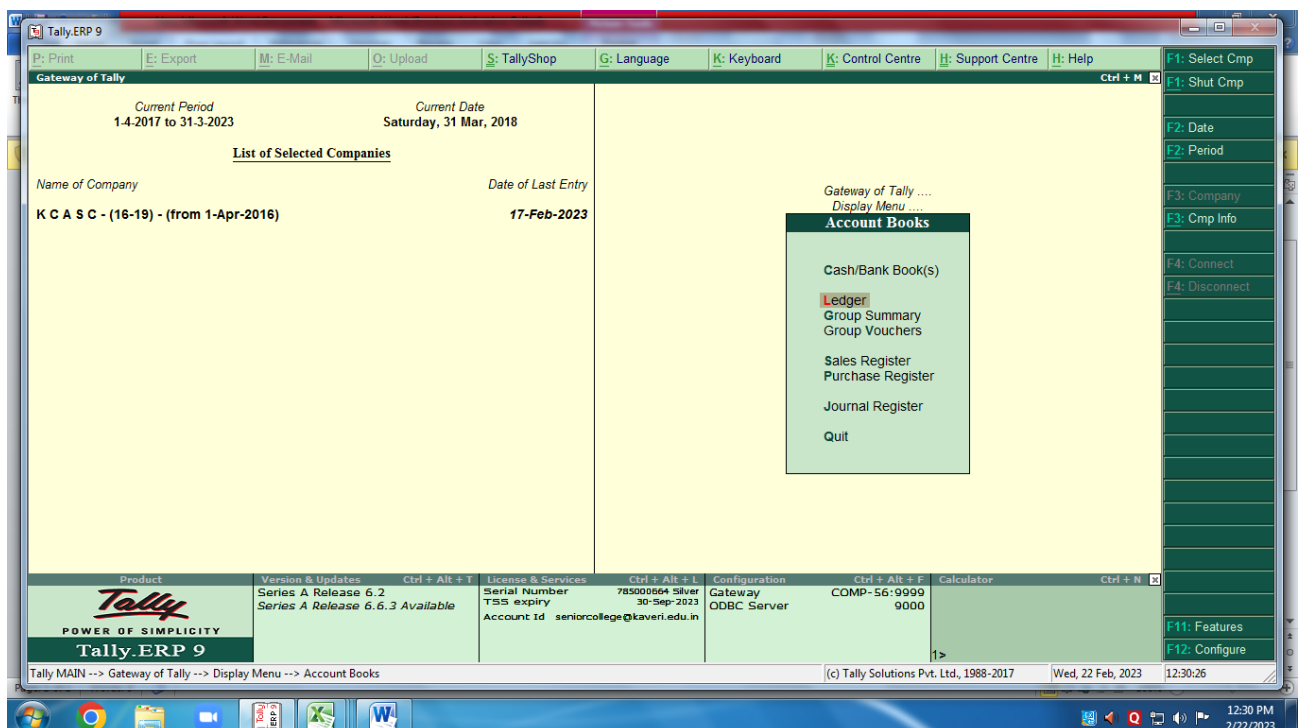 Tally.ERP 9
P: Print E: Export M: E-Mail O: Upload S: TallyShop G: Language K: Keyboard K: Control Centre H: Support Centre H: Help
Gateway of Tally Ctrl + M
Current Period Current Date
1-4-2017 to 31-3-2023 Saturday, 31 Mar, 2018
List of Selected Companies
Name of Company Date of Last Entry
K C A S C - (16-19) - (from 1-Apr-2016) 17-Feb-2023
Gateway of Tally ....
Display Menu ....
Account Books
Cash/Bank Book(s)
Ledger
Group Summary
Group Vouchers
Sales Register
Purchase Register
Journal Register
Quit
F1: Select Cmp
F1: Shut Cmp
F2: Date
F2: Period
F3: Company
F3: Cmp Info
F4: Connect
F4: Disconnect
F11: Features
F12: Configure
Product
Tally
POWER OF SIMPLICITY
Tally.ERP 9
Version & Updates Ctrl + Alt + T
Series A Release 6.2
Series A Release 6.6.3 Available
License & Services Ctrl + Alt + L
Serial Number 785000664 Silver
TSS expiry 30-Sep-2023
Account Id seniorcollege@kaveri.edu.in
Configuration Ctrl + Alt + F
Gateway COMP-56:9999
ODBC Server 9000
Calculator Ctrl + N
1>
Tally MAIN --> Gateway of Tally --> Display Menu --> Account Books (c) Tally Solutions Pvt. Ltd., 1988-2017 Wed, 22 Feb, 2023 12:30:26
12:30 PM
2/22/2023